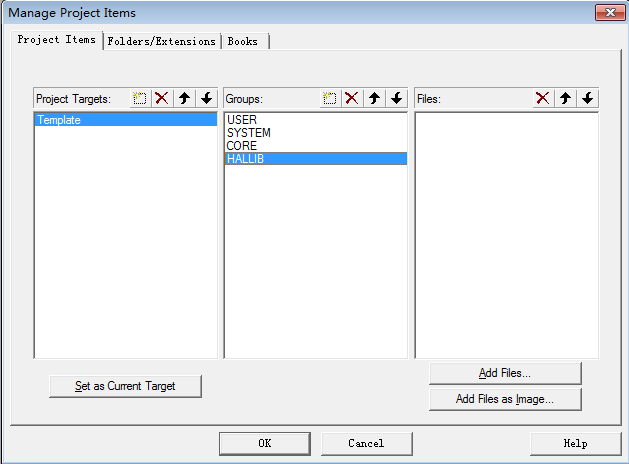 Manage Project Items
Project Items Folders/Extensions Books
Project Targets: Groups: Files:
Template
USER
SYSTEM
CORE
HALLIB
Set as Current Target
Add Files...
Add Files as Image...
OK Cancel Help